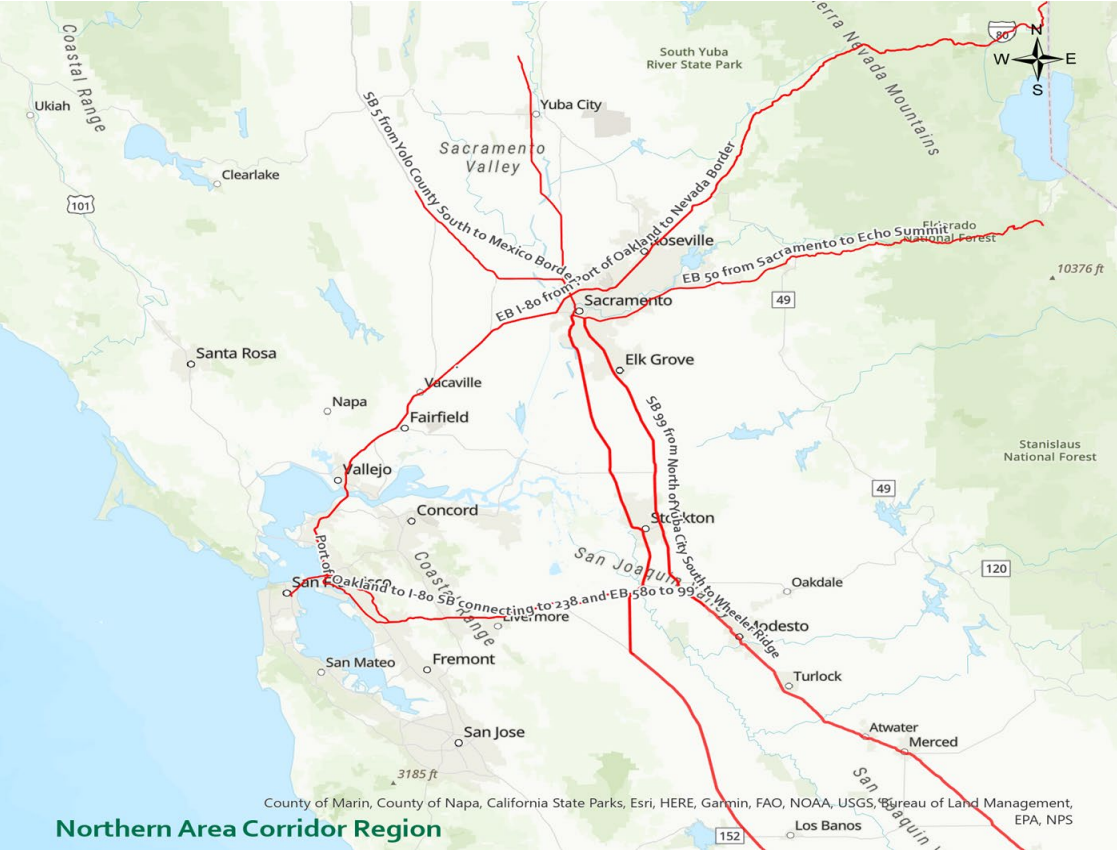 Coastal Range
Ukiah
101
Clearlake
South Yuba
River State Park
Sierra Nevada Mountains
80
N
W
E
S
Yuba City
Sacramento
Valley
SB 5 from Yolo County South to Mexico Border
EB I-80 from Port of Oakland to Nevada Border
Roseville
EB 50 from Sacramento to Echo Summit
Eldorado
National Forest
10376 ft
49
Sacramento
Elk Grove
Santa Rosa
Napa
Vacaville
Fairfield
Vallejo
Concord
SB 99 from North of Yuba City South to Wheeler Ridge
Stanislaus
National Forest
49
Stockton
San Joaquin
Coastal Range
Port of Oakland to I-80 SB connecting to 238 and EB 580 to 99
San Francisco
Livermore
Oakdale
120
Modesto
San Mateo
Fremont
Turlock
San Jose
Atwater
Merced
3185 ft
San Joaquin
County of Marin, County of Napa, California State Parks, Esri, HERE, Garmin, FAO, NOAA, USGS, Bureau of Land Management,
EPA, NPS
Northern Area Corridor Region
152
Los Banos